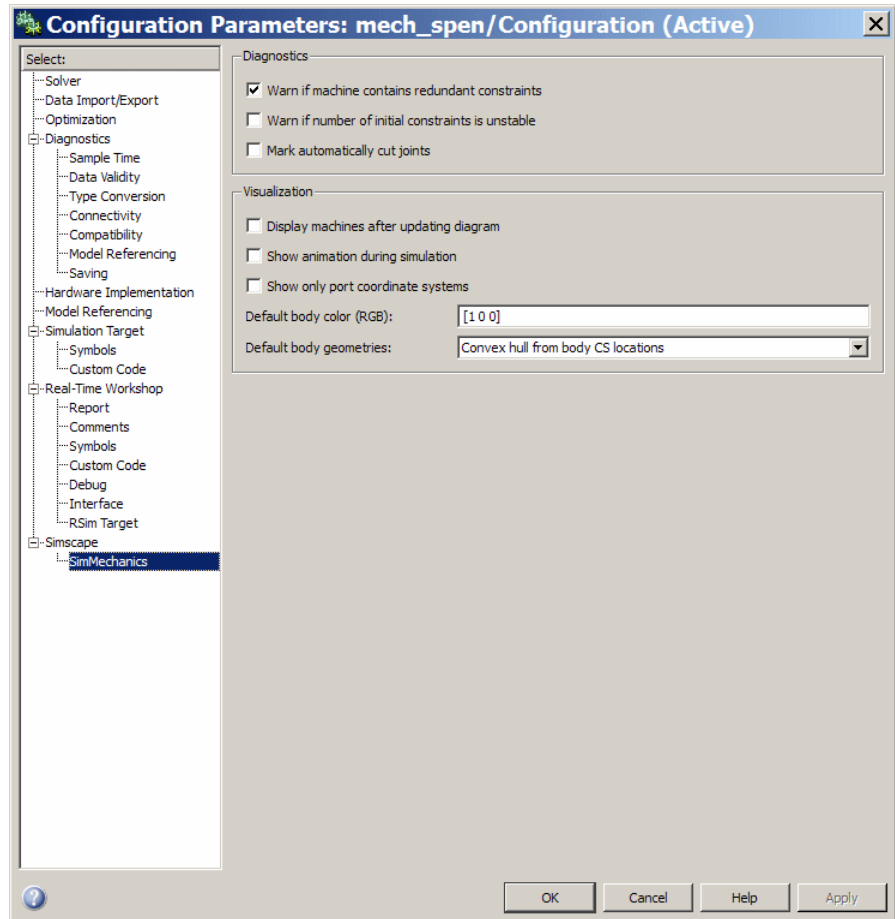 Configuration Parameters: mech_spen/Configuration (Active)
Select:
Solver
Data Import/Export
Optimization
Diagnostics
Sample Time
Data Validity
Type Conversion
Connectivity
Compatibility
Model Referencing
Saving
Hardware Implementation
Model Referencing
Simulation Target
Symbols
Custom Code
Real-Time Workshop
Report
Comments
Symbols
Custom Code
Debug
Interface
RSim Target
Simscape
SimMechanics
Diagnostics
Warn if machine contains redundant constraints
Warn if number of initial constraints is unstable
Mark automatically cut joints
Visualization
Display machines after updating diagram
Show animation during simulation
Show only port coordinate systems
Default body color (RGB): [1 0 0]
Default body geometries: Convex hull from body CS locations
OK Cancel Help Apply